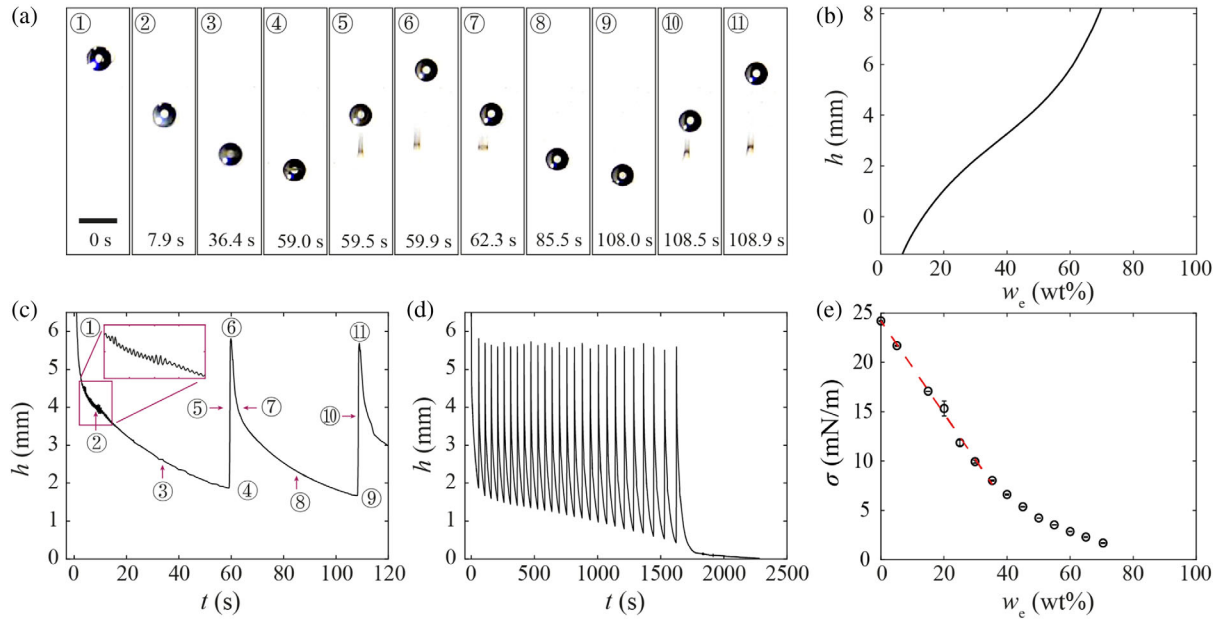 (a)
① ② ③ ④ ⑤ ⑥ ⑦ ⑧ ⑨ ⑩ ⑪
0 s 7.9 s 36.4 s 59.0 s 59.5 s 59.9 s 62.3 s 85.5 s 108.0 s 108.5 s 108.9 s
(b)
8
6
4
2
0
h (mm)
0 20 40 60 80 100
wₑ (wt%)
(c)
6
5
4
3
2
1
0
h (mm)
①
②
③
④
⑤
⑥
⑦
⑧
⑨
⑩
⑪
0 20 40 60 80 100 120
t (s)
(d)
6
5
4
3
2
1
0
h (mm)
0 500 1000 1500 2000 2500
t (s)
(e)
25
20
15
10
5
0
σ (mN/m)
0 20 40 60 80 100
wₑ (wt%)